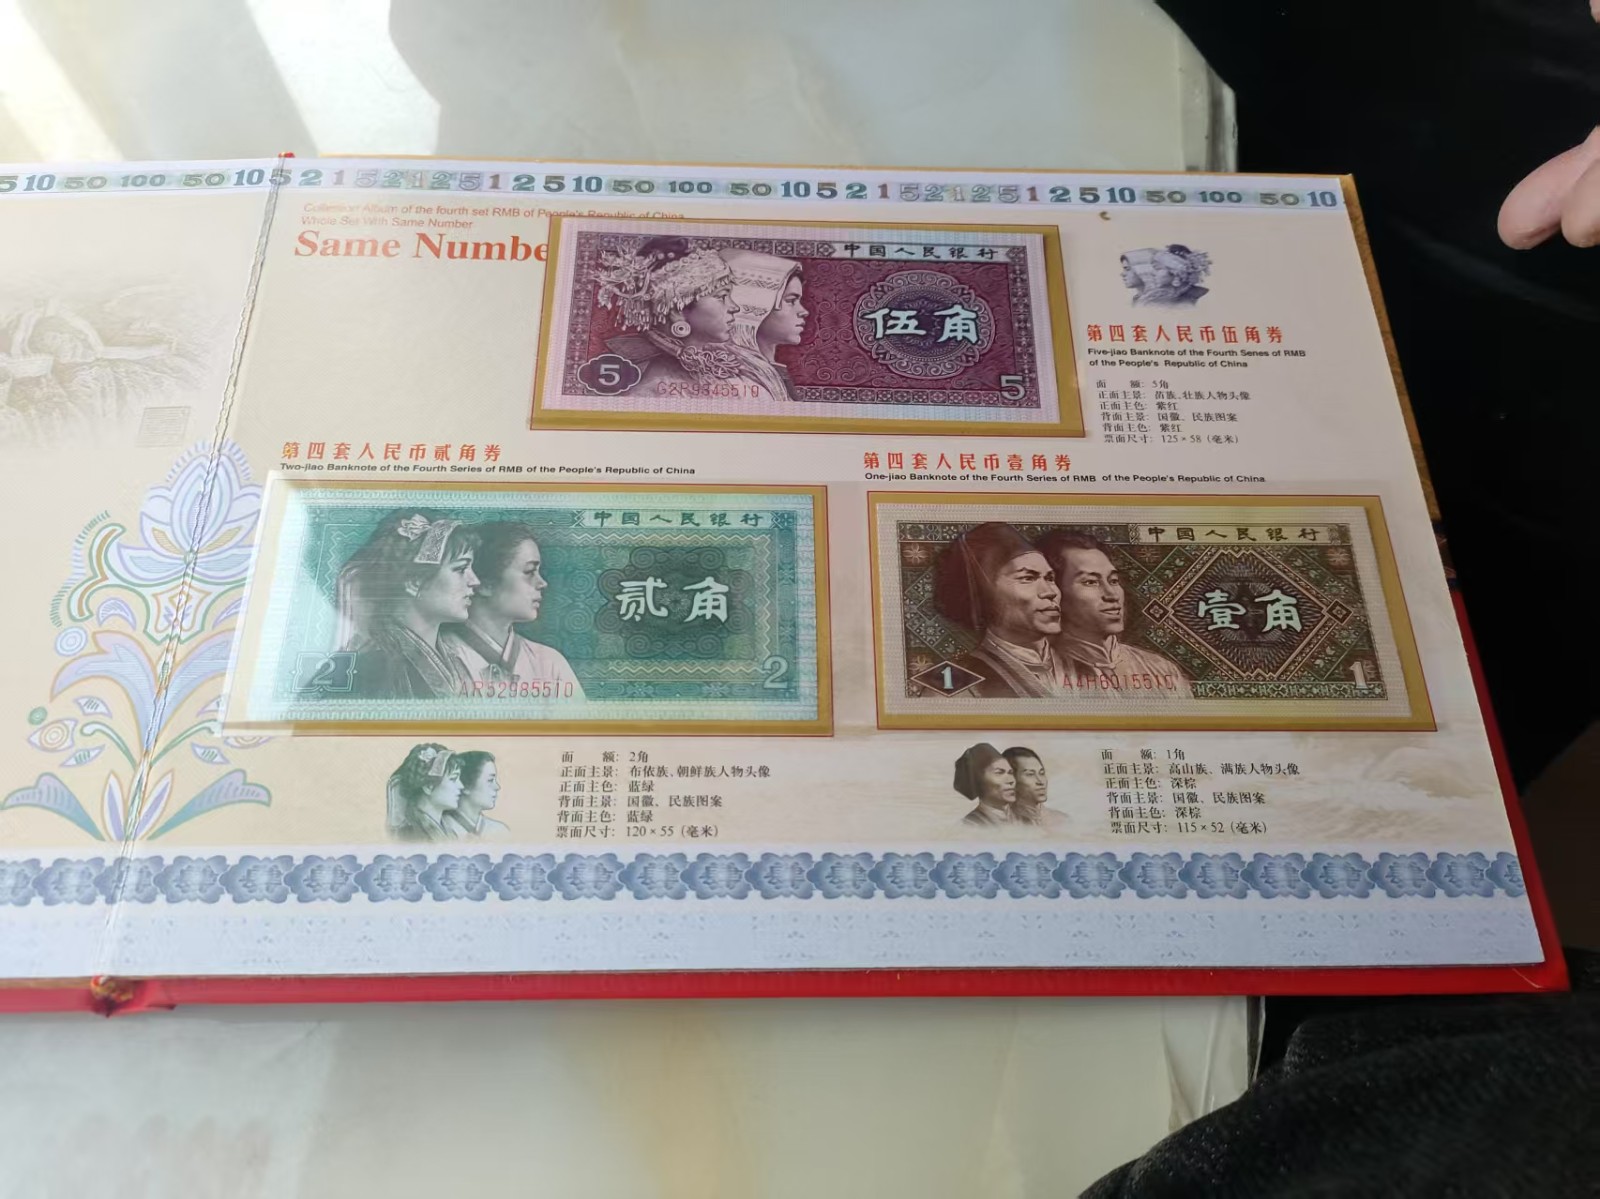 5 10 50 100 50 10 5 2 1 5 2 1 2 5 1 2 5 10 50 100 50 10 5 2 1 5 2 1 2 5 1 2 5 10 50 100 50 10
Collection Album of the fourth set RMB of People's Republic of China
Whole Set With Same Number
Same Numbe
中国人民银行
伍角
5
G2R9345510
5
第四套人民币伍角券
Five-jiao Banknote of the Fourth Series of RMB
of the People's Republic of China
面 额: 5角
正面主景: 苗族、壮族人物头像
正面主色: 紫红
背面主景: 国徽、民族图案
背面主色: 紫红
票面尺寸: 125×58(毫米)
第四套人民币贰角券
Two-jiao Banknote of the Fourth Series of RMB of the People's Republic of China
中国人民银行
贰角
2
AR52985510
2
面 额: 2角
正面主景: 布依族、朝鲜族人物头像
正面主色: 蓝绿
背面主景: 国徽、民族图案
背面主色: 蓝绿
票面尺寸: 120×55(毫米)
第四套人民币壹角券
One-jiao Banknote of the Fourth Series of RMB of the People's Republic of China
中国人民银行
壹角
1
A4H6015510
1
面 额: 1角
正面主景: 高山族、满族人物头像
正面主色: 深棕
背面主景: 国徽、民族图案
背面主色: 深棕
票面尺寸: 115×52(毫米)